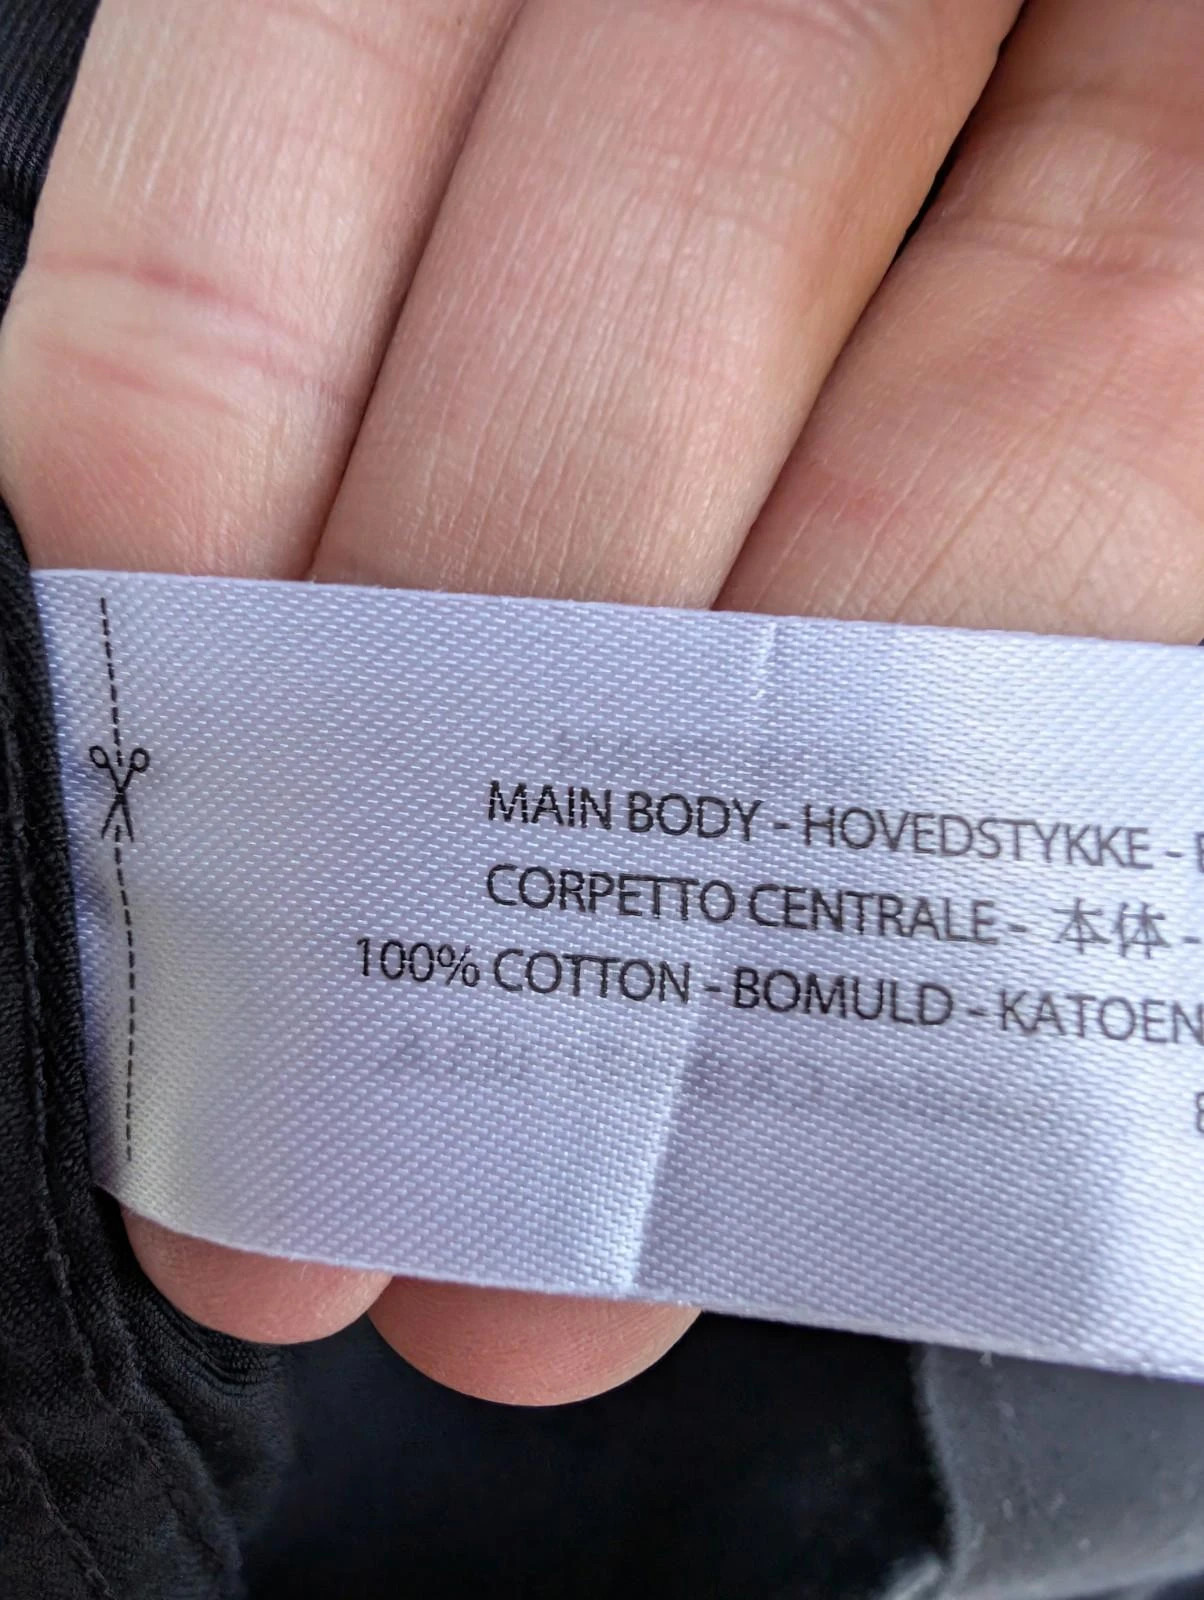 MAIN BODY - HOVEDSTYKKE -
CORPETTO CENTRALE - 本体 -
100% COTTON - BOMULD - KATOEN